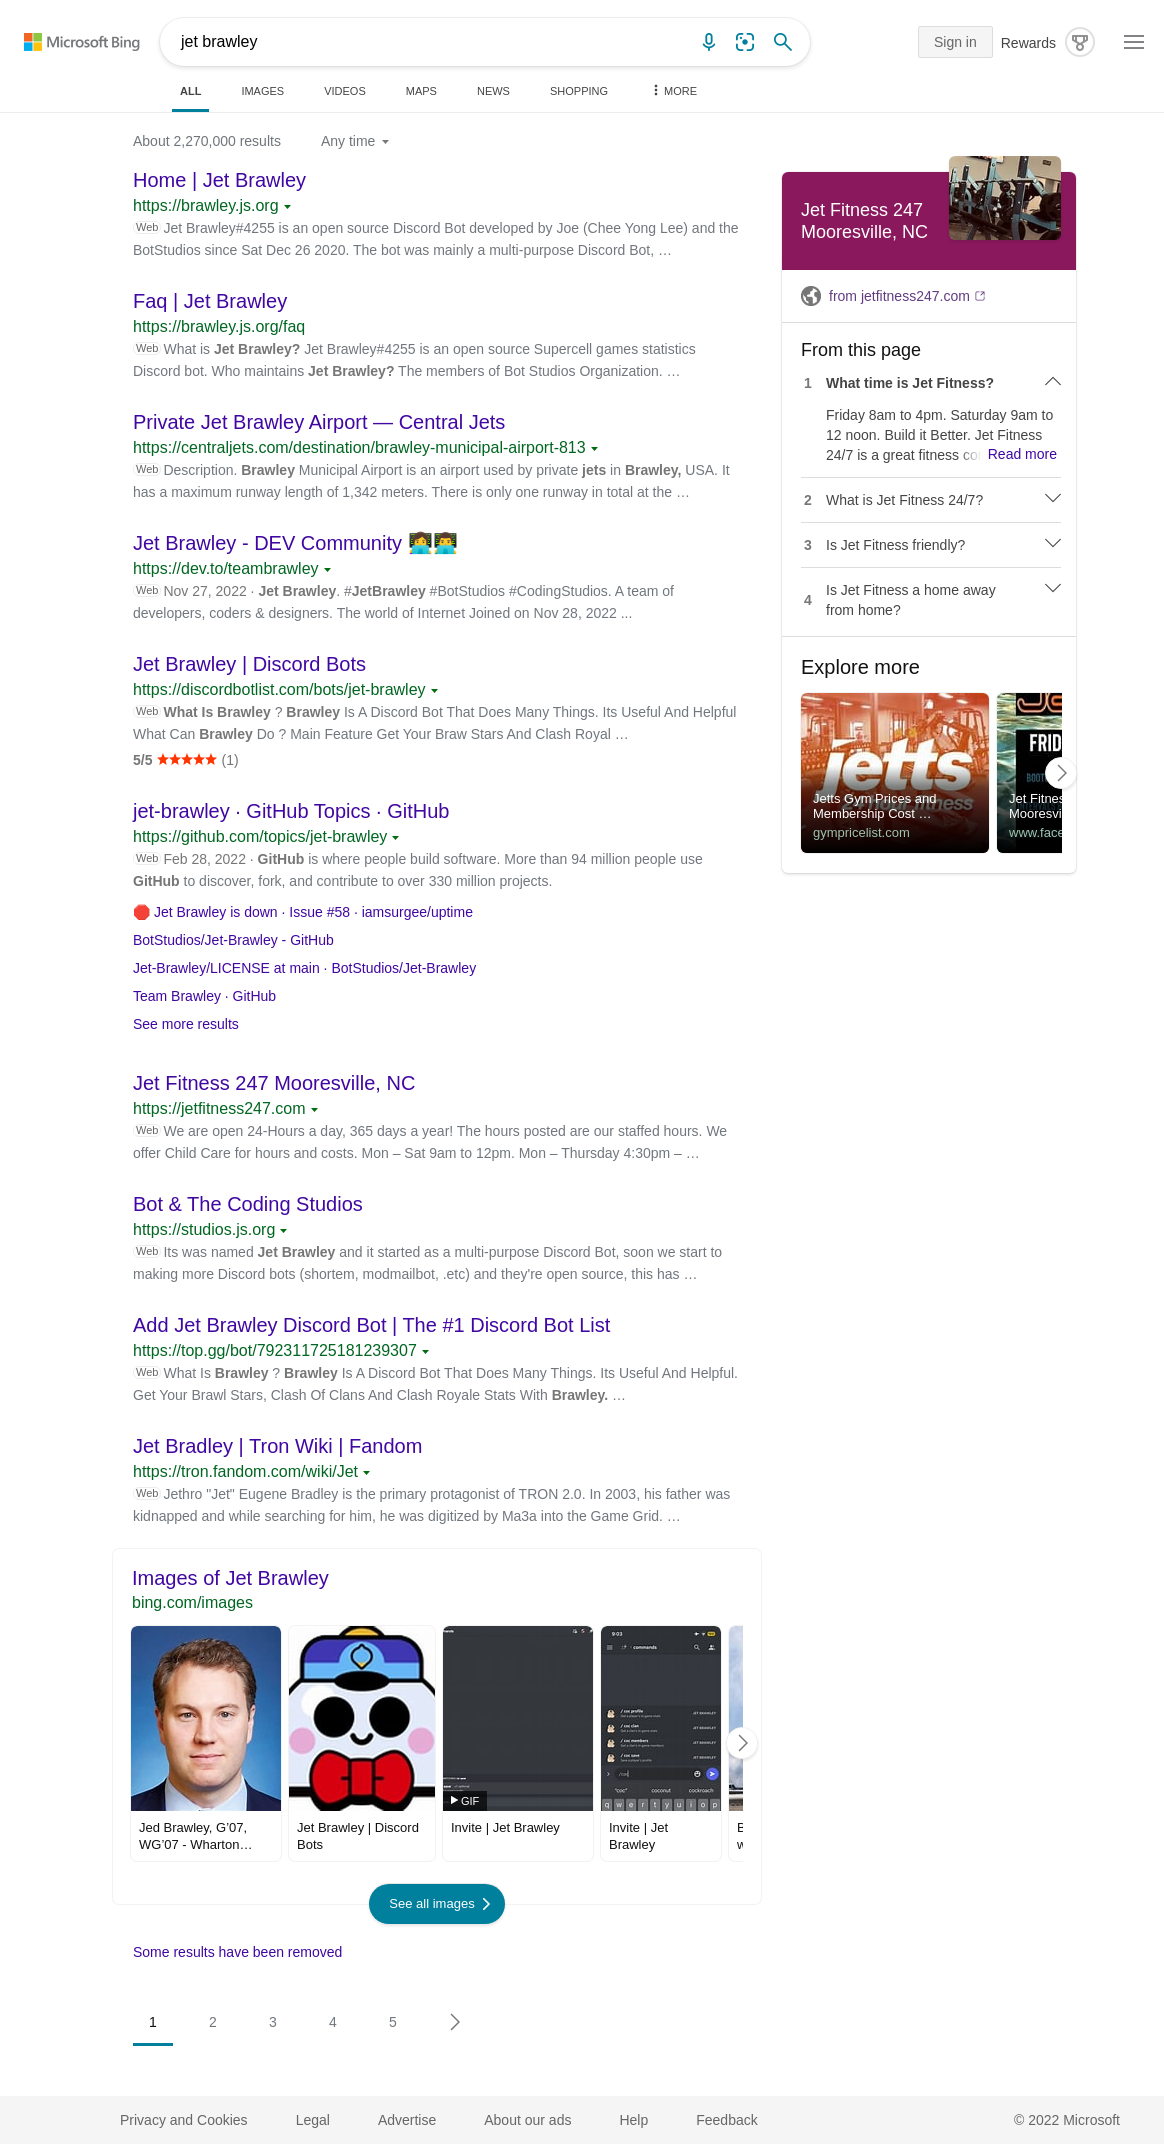 Microsoft Bing
jet brawley
Sign in
Rewards
ALL IMAGES VIDEOS MAPS NEWS SHOPPING MORE
About 2,270,000 results Any time
Home | Jet Brawley
https://brawley.js.org
Web Jet Brawley#4255 is an open source Discord Bot developed by Joe (Chee Yong Lee) and the
BotStudios since Sat Dec 26 2020. The bot was mainly a multi-purpose Discord Bot, …
Faq | Jet Brawley
https://brawley.js.org/faq
Web What is Jet Brawley? Jet Brawley#4255 is an open source Supercell games statistics
Discord bot. Who maintains Jet Brawley? The members of Bot Studios Organization. …
Private Jet Brawley Airport — Central Jets
https://centraljets.com/destination/brawley-municipal-airport-813
Web Description. Brawley Municipal Airport is an airport used by private jets in Brawley, USA. It
has a maximum runway length of 1,342 meters. There is only one runway in total at the …
Jet Brawley - DEV Community 👩‍💻👨‍💻
https://dev.to/teambrawley
Web Nov 27, 2022 · Jet Brawley. #JetBrawley #BotStudios #CodingStudios. A team of
developers, coders & designers. The world of Internet Joined on Nov 28, 2022 ...
Jet Brawley | Discord Bots
https://discordbotlist.com/bots/jet-brawley
Web What Is Brawley ? Brawley Is A Discord Bot That Does Many Things. Its Useful And Helpful
What Can Brawley Do ? Main Feature Get Your Braw Stars And Clash Royal …
5/5 ★★★★★ (1)
jet-brawley · GitHub Topics · GitHub
https://github.com/topics/jet-brawley
Web Feb 28, 2022 · GitHub is where people build software. More than 94 million people use
GitHub to discover, fork, and contribute to over 330 million projects.
🛑 Jet Brawley is down · Issue #58 · iamsurgee/uptime
BotStudios/Jet-Brawley - GitHub
Jet-Brawley/LICENSE at main · BotStudios/Jet-Brawley
Team Brawley · GitHub
See more results
Jet Fitness 247 Mooresville, NC
https://jetfitness247.com
Web We are open 24-Hours a day, 365 days a year! The hours posted are our staffed hours. We
offer Child Care for hours and costs. Mon – Sat 9am to 12pm. Mon – Thursday 4:30pm – …
Bot & The Coding Studios
https://studios.js.org
Web Its was named Jet Brawley and it started as a multi-purpose Discord Bot, soon we start to
making more Discord bots (shortem, modmailbot, .etc) and they're open source, this has …
Add Jet Brawley Discord Bot | The #1 Discord Bot List
https://top.gg/bot/792311725181239307
Web What Is Brawley ? Brawley Is A Discord Bot That Does Many Things. Its Useful And Helpful.
Get Your Brawl Stars, Clash Of Clans And Clash Royale Stats With Brawley. …
Jet Bradley | Tron Wiki | Fandom
https://tron.fandom.com/wiki/Jet
Web Jethro "Jet" Eugene Bradley is the primary protagonist of TRON 2.0. In 2003, his father was
kidnapped and while searching for him, he was digitized by Ma3a into the Game Grid. …
Images of Jet Brawley
bing.com/images
9:03
commands
/ coc profile
/ coc clan
/ coc members
/ coc save
JET BRAWLEY
JET BRAWLEY
JET BRAWLEY
JET BRAWLEY
/coc
"coc" coconut cockroach
q w e r t y u i o p
GIF
Jed Brawley, G'07,
WG'07 - Wharton…
Jet Brawley | Discord
Bots
Invite | Jet Brawley
Invite | Jet
Brawley
See all images
Some results have been removed
1 2 3 4 5
Jet Fitness 247
Mooresville, NC
from jetfitness247.com
From this page
1 What time is Jet Fitness?
Friday 8am to 4pm. Saturday 9am to
12 noon. Build it Better. Jet Fitness
24/7 is a great fitness co Read more
2 What is Jet Fitness 24/7?
3 Is Jet Fitness friendly?
4 Is Jet Fitness a home away
from home?
Explore more
jetts
24 hour fitness
Jetts Gym Prices and
Membership Cost …
gympricelist.com
FRID
BOOT
Jet Fitnes
Mooresvi
www.face
Privacy and Cookies Legal Advertise About our ads Help Feedback © 2022 Microsoft